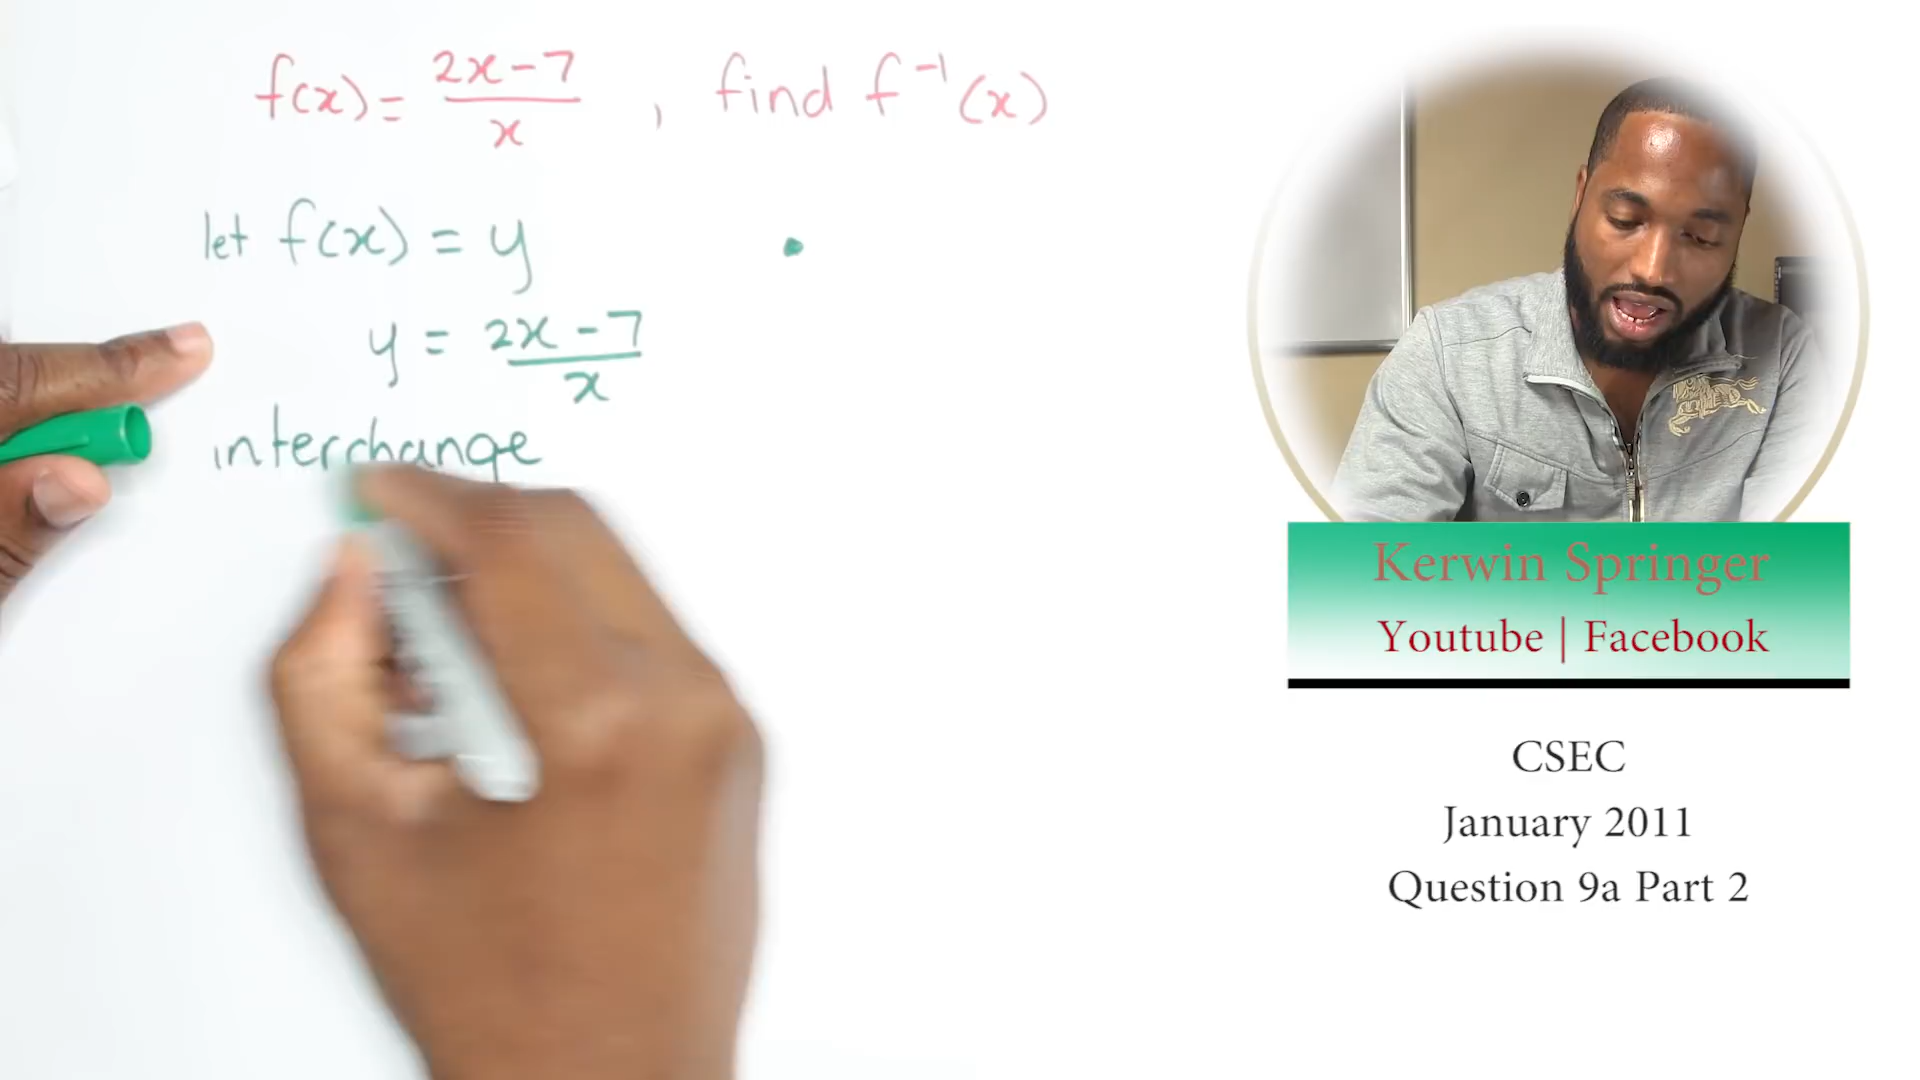 f(x) = 2x - 7 / x , find f⁻¹(x)
let f(x) = y
y = 2x - 7 / x
interchange
Kerwin Springer
Youtube | Facebook
CSEC
January 2011
Question 9a Part 2